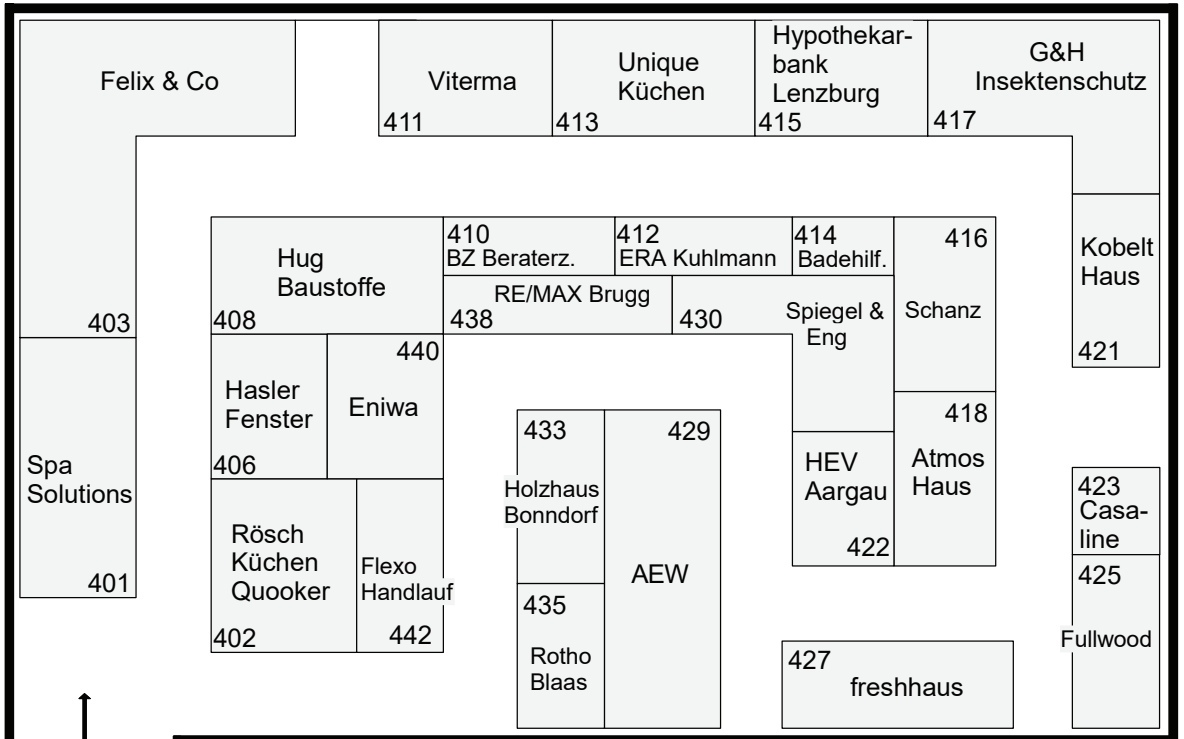 Felix & Co
403
Viterma
411
Unique
Küchen
413
Hypothekar-
bank
Lenzburg
415
G&H
Insektenschutz
417
Hug
Baustoffe
408
410
BZ Beraterz.
412
ERA Kuhlmann
414
Badehilf.
416
Schanz
Kobelt
Haus
421
RE/MAX Brugg
438
430
Spiegel &
Eng
Hasler
Fenster
406
440
Eniwa
Spa
Solutions
401
433
Holzhaus
Bonndorf
429
AEW
HEV
Aargau
422
418
Atmos
Haus
423
Casa-
line
Rösch
Küchen
Quooker
402
Flexo
Handlauf
442
435
Rotho
Blaas
427
freshhaus
425
Fullwood